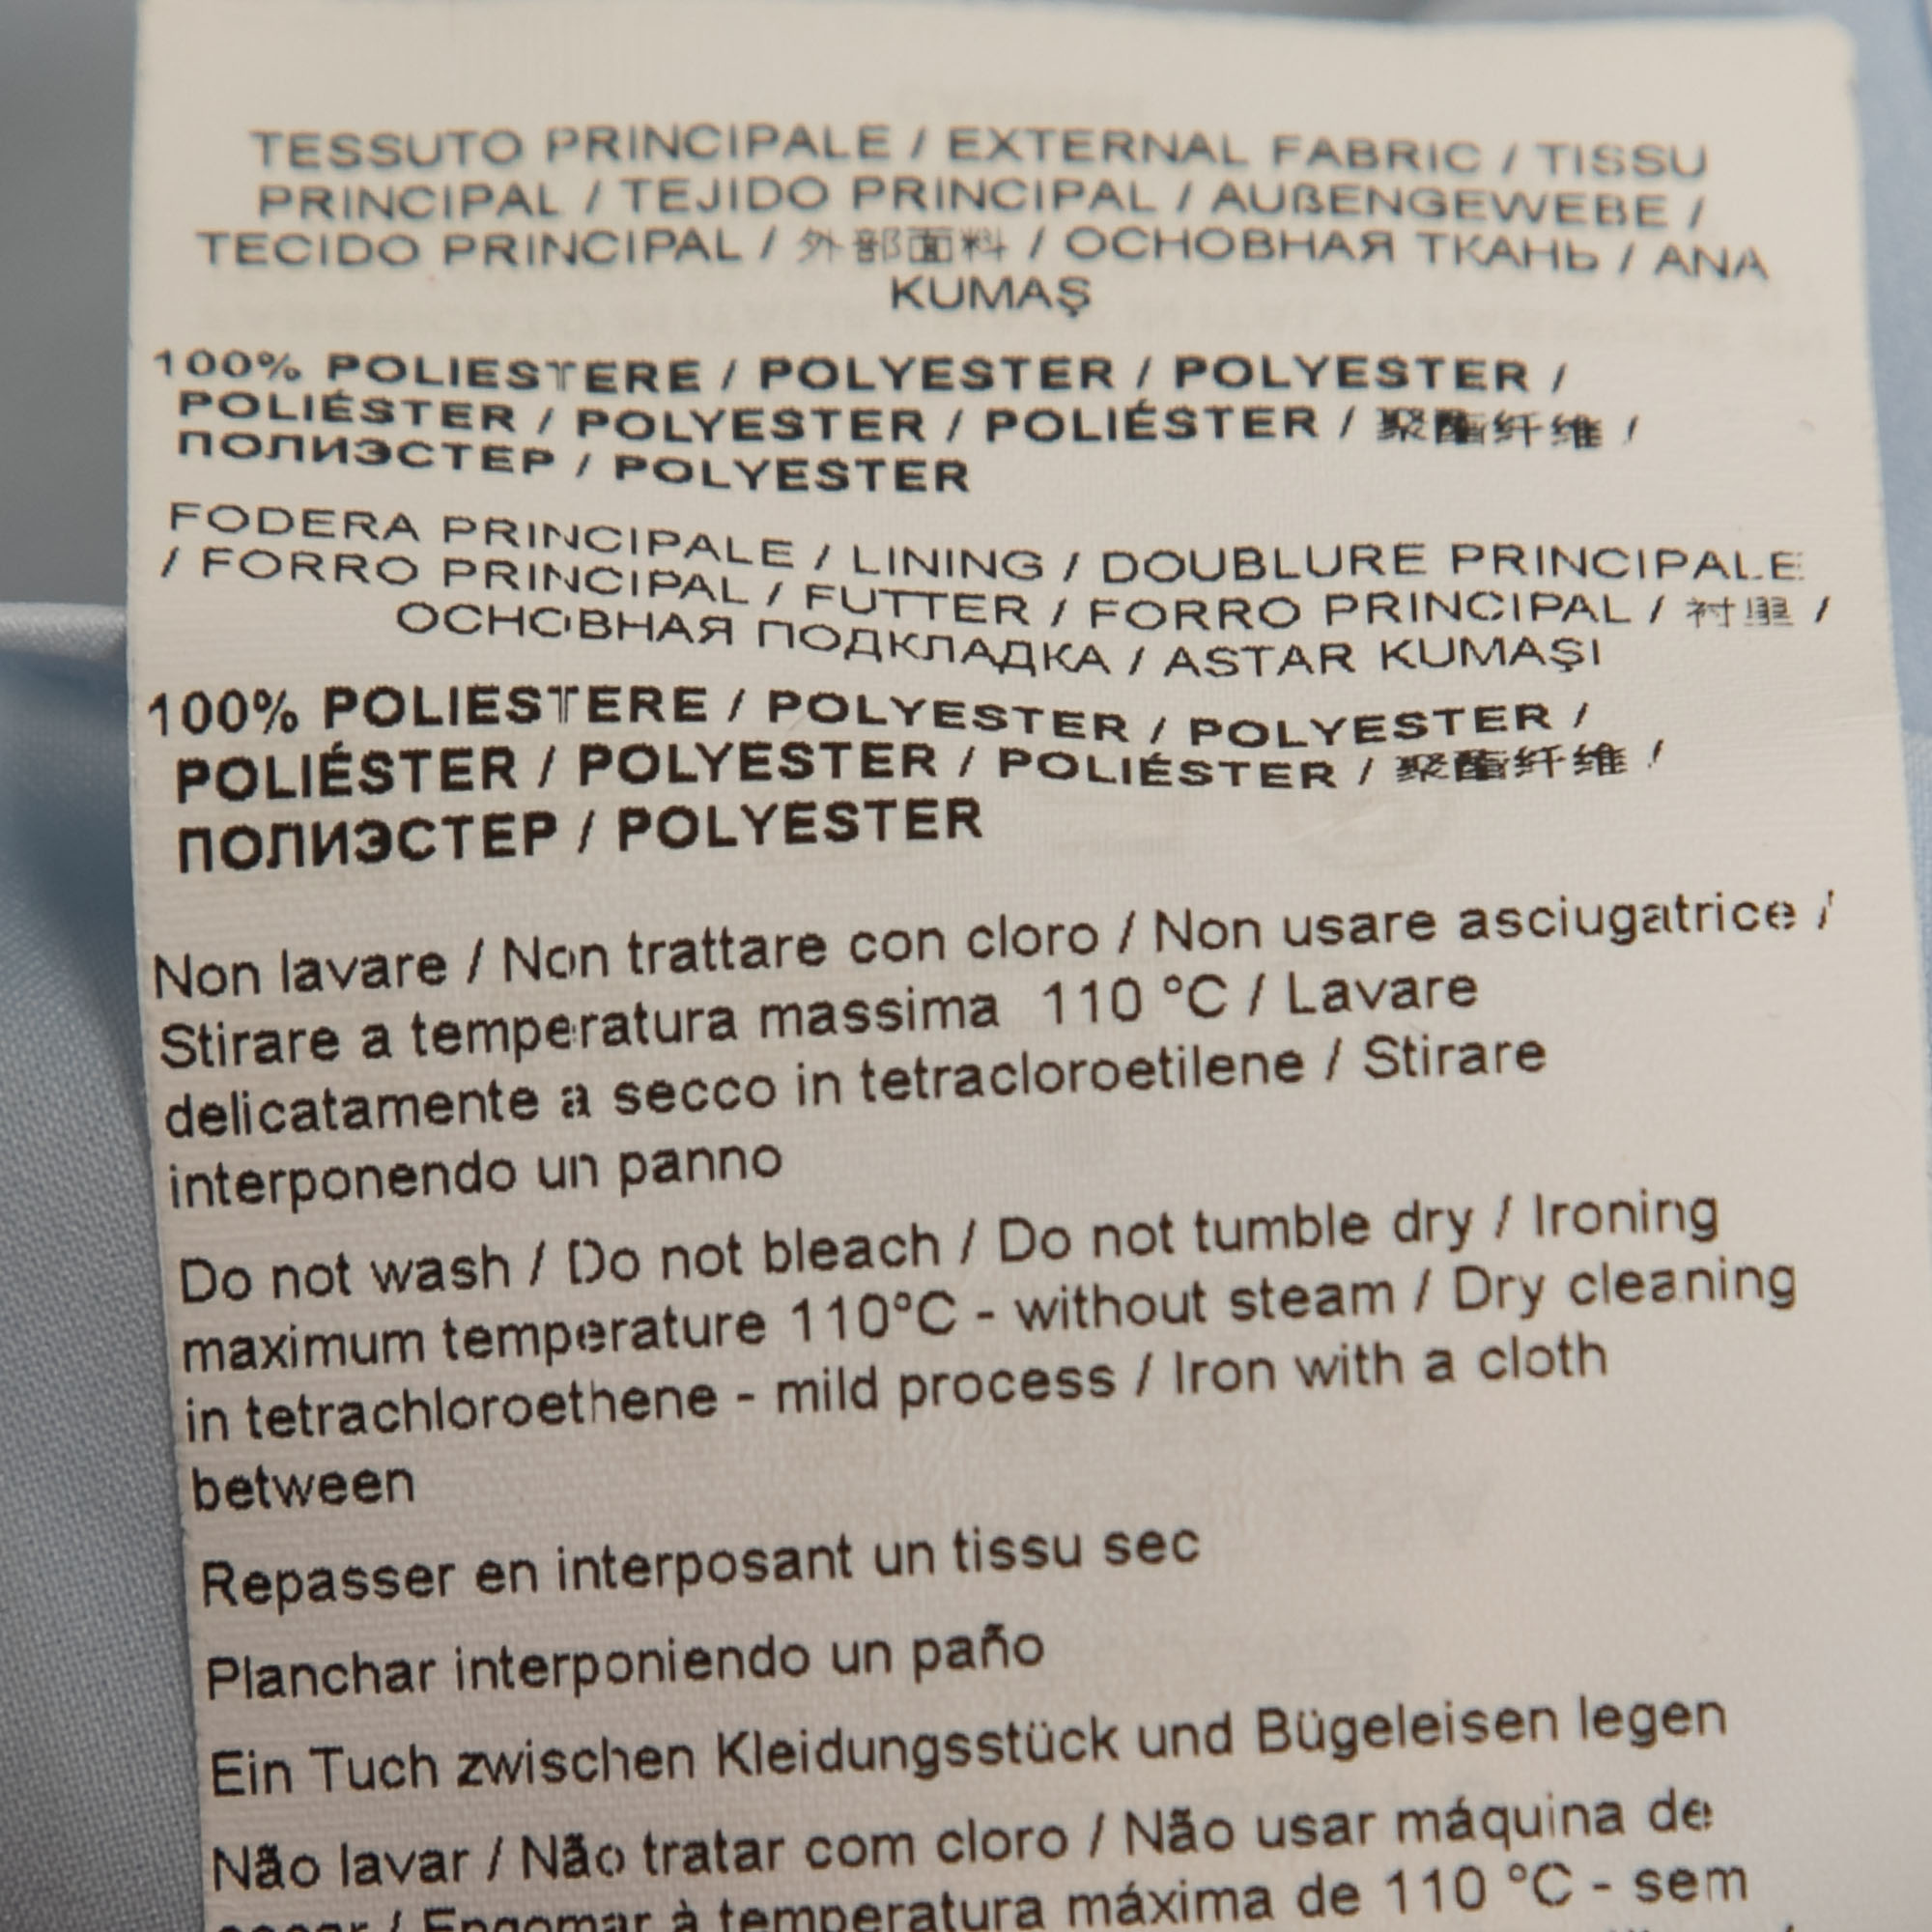 TESSUTO PRINCIPALE / EXTERNAL FABRIC / TISSU
PRINCIPAL / TEJIDO PRINCIPAL / AUßENGEWEBE /
TECIDO PRINCIPAL / 外部面料 / ОСНОВНАЯ ТКАНЬ / ANA
KUMAŞ
100% POLIESTERE / POLYESTER / POLYESTER /
POLIÉSTER / POLYESTER / POLIÉSTER / 聚酯纤维 /
ПОЛИЭСТЕР / POLYESTER
FODERA PRINCIPALE / LINING / DOUBLURE PRINCIPALE
/ FORRO PRINCIPAL / FUTTER / FORRO PRINCIPAL / 衬里 /
ОСНОВНАЯ ПОДКЛАДКА / ASTAR KUMAŞI
100% POLIESTERE / POLYESTER / POLYESTER /
POLIÉSTER / POLYESTER / POLIÉSTER / 聚酯纤维 /
ПОЛИЭСТЕР / POLYESTER
Non lavare / Non trattare con cloro / Non usare asciugatrice /
Stirare a temperatura massima 110 °C / Lavare
delicatamente a secco in tetracloroetilene / Stirare
interponendo un panno
Do not wash / Do not bleach / Do not tumble dry / Ironing
maximum temperature 110°C - without steam / Dry cleaning
in tetrachloroethene - mild process / Iron with a cloth
between
Repasser en interposant un tissu sec
Planchar interponiendo un paño
Ein Tuch zwischen Kleidungsstück und Bügeleisen legen
Não lavar / Não tratar com cloro / Não usar máquina de
/ Engomar à temperatura máxima de 110 °C - sem